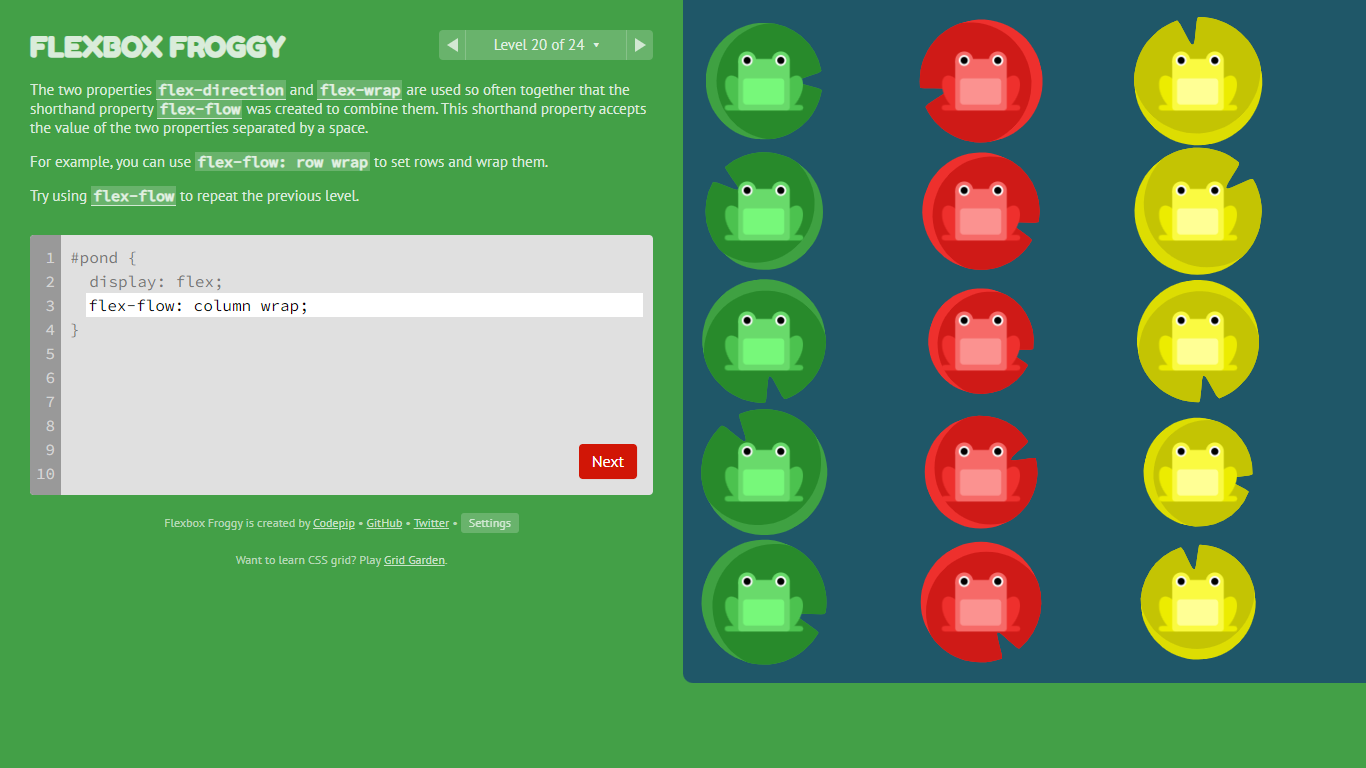 FLEXBOX FROGGY
Level 20 of 24
The two properties flex-direction and flex-wrap are used so often together that the
shorthand property flex-flow was created to combine them. This shorthand property accepts
the value of the two properties separated by a space.
For example, you can use flex-flow: row wrap to set rows and wrap them.
Try using flex-flow to repeat the previous level.
1 #pond {
2 display: flex;
3 flex-flow: column wrap;
4 }
5
6
7
8
9
10
Next
Flexbox Froggy is created by Codepip • GitHub • Twitter • Settings
Want to learn CSS grid? Play Grid Garden.